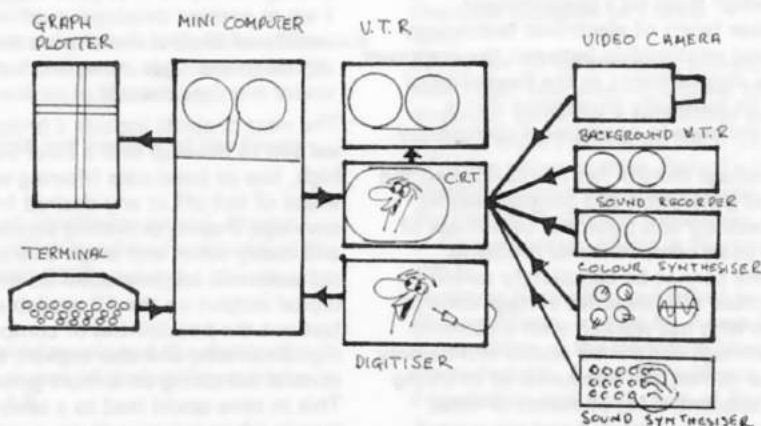 GRAPH
PLOTTER
MINI COMPUTER
V.T.R
VIDEO CAMERA
BACKGROUND V.T.R
C.R.T
SOUND RECORDER
TERMINAL
COLOUR SYNTHESISER
DIGITISER
SOUND SYNTHESISER